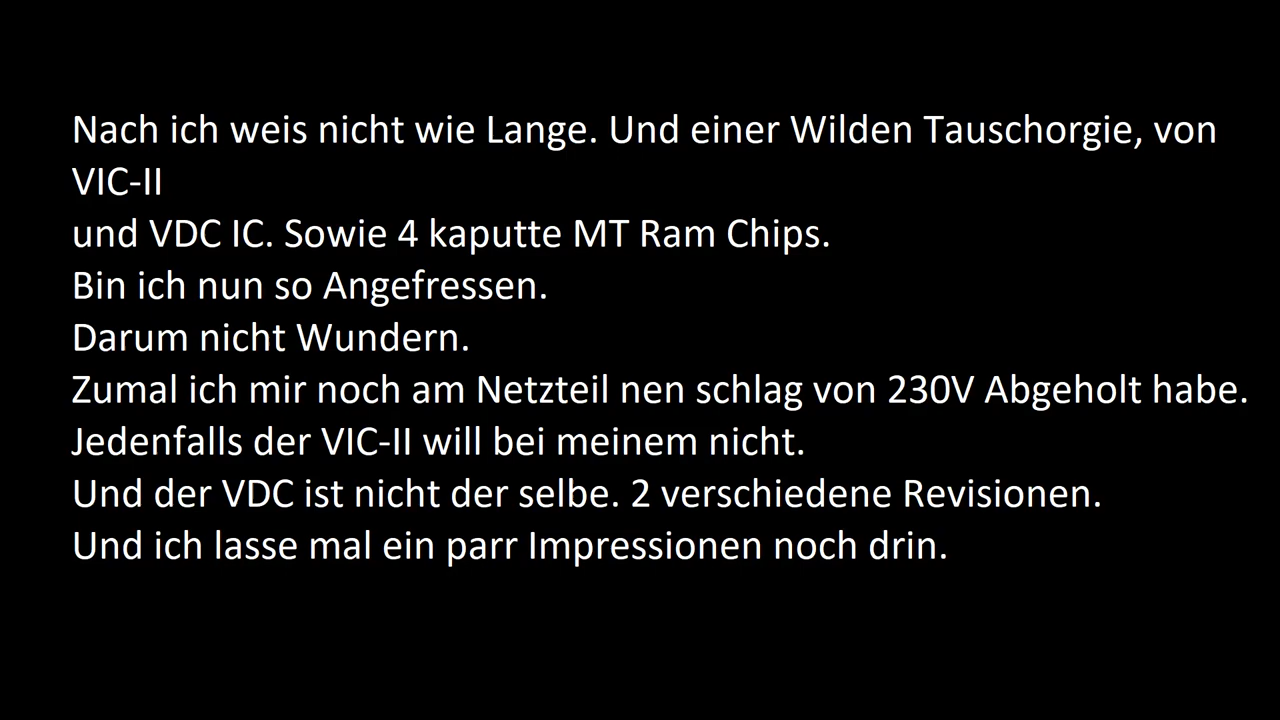 Nach ich weis nicht wie Lange. Und einer Wilden Tauschorgie, von
VIC-II
und VDC IC. Sowie 4 kaputte MT Ram Chips.
Bin ich nun so Angefressen.
Darum nicht Wundern.
Zumal ich mir noch am Netzteil nen schlag von 230V Abgeholt habe.
Jedenfalls der VIC-II will bei meinem nicht.
Und der VDC ist nicht der selbe. 2 verschiedene Revisionen.
Und ich lasse mal ein parr Impressionen noch drin.